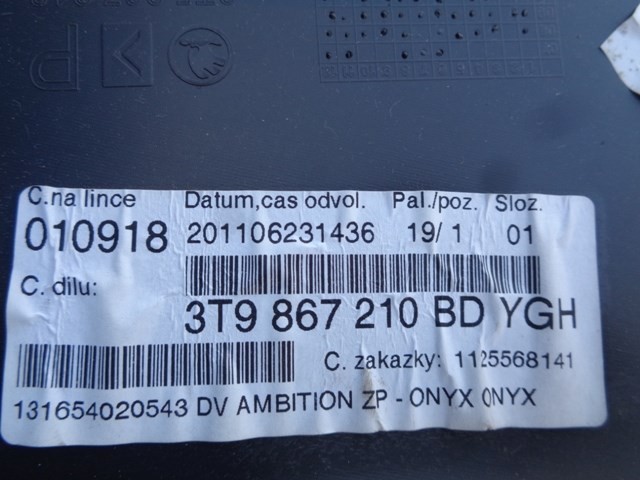 C.na lince Datum,cas odvol. Pal./poz. Sloz.
010918 201106231436 19/ 1 01
C. dilu:
3T9 867 210 BD YGH
C. zakazky: 1125568141
131654020543 DV AMBITION ZP - ONYX ONYX